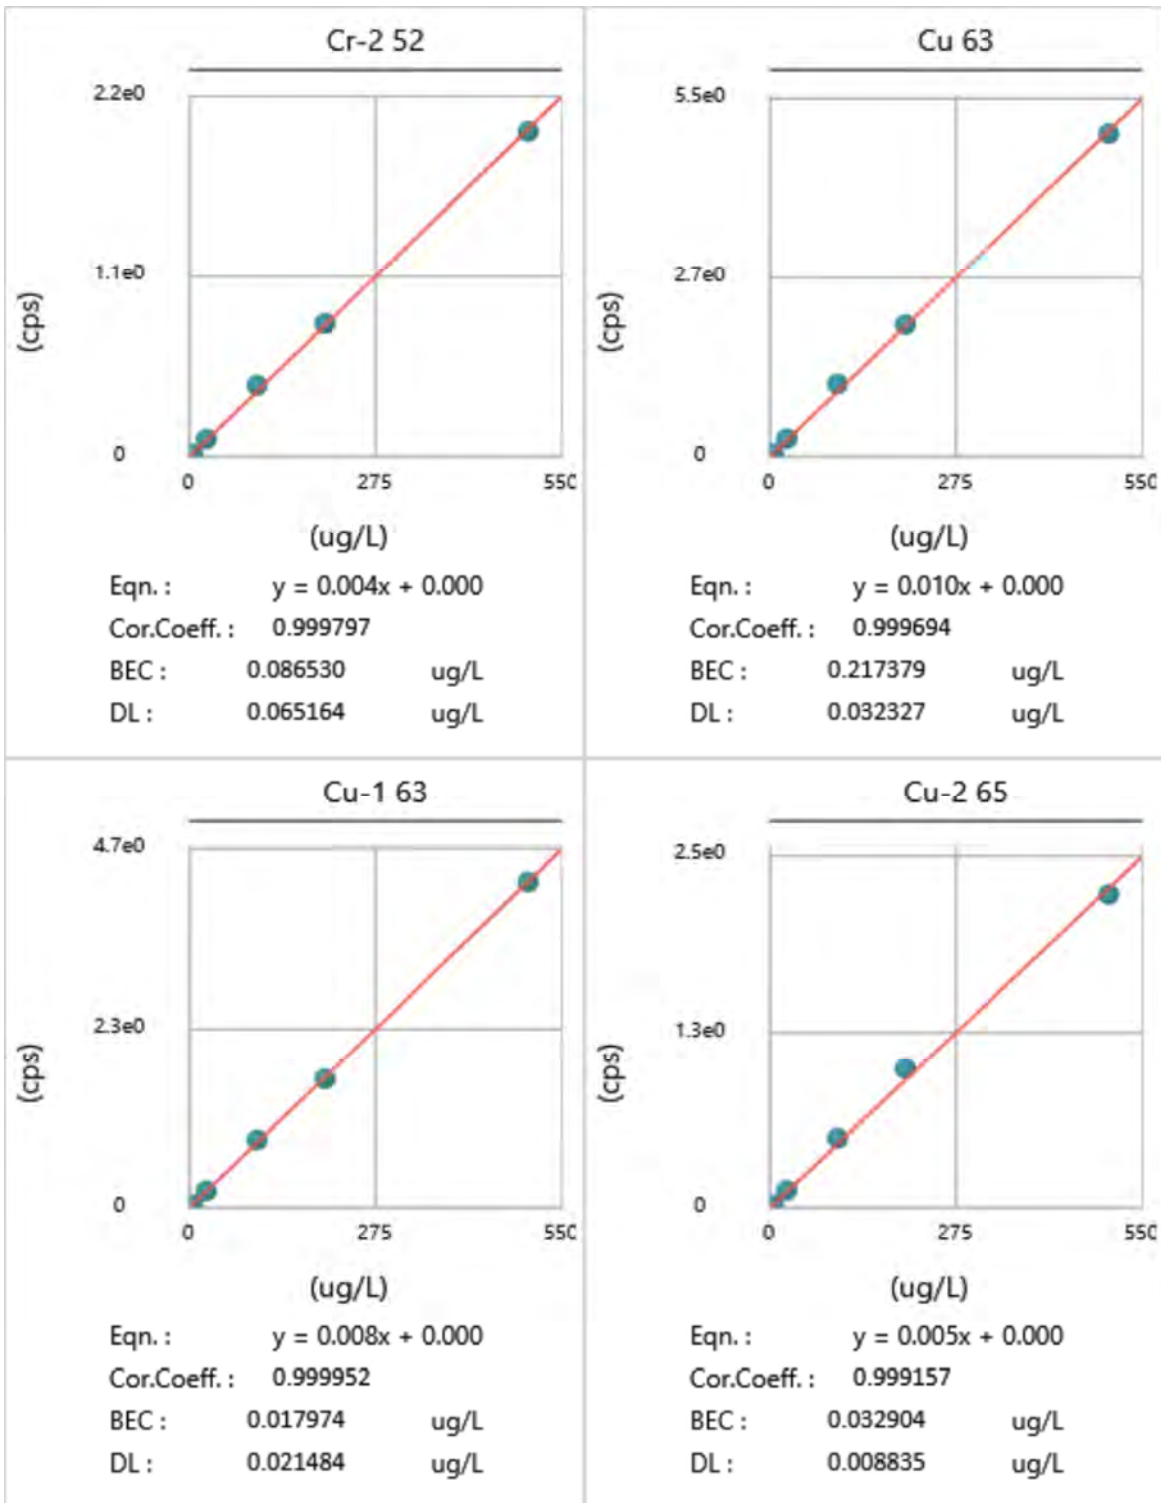 Cr-2 52
2.2e0
1.1e0
0
(cps)
0 275 550
(ug/L)
Eqn. : y = 0.004x + 0.000
Cor.Coeff. : 0.999797
BEC : 0.086530 ug/L
DL : 0.065164 ug/L
Cu 63
5.5e0
2.7e0
0
(cps)
0 275 550
(ug/L)
Eqn. : y = 0.010x + 0.000
Cor.Coeff. : 0.999694
BEC : 0.217379 ug/L
DL : 0.032327 ug/L
Cu-1 63
4.7e0
2.3e0
0
(cps)
0 275 550
(ug/L)
Eqn. : y = 0.008x + 0.000
Cor.Coeff. : 0.999952
BEC : 0.017974 ug/L
DL : 0.021484 ug/L
Cu-2 65
2.5e0
1.3e0
0
(cps)
0 275 550
(ug/L)
Eqn. : y = 0.005x + 0.000
Cor.Coeff. : 0.999157
BEC : 0.032904 ug/L
DL : 0.008835 ug/L